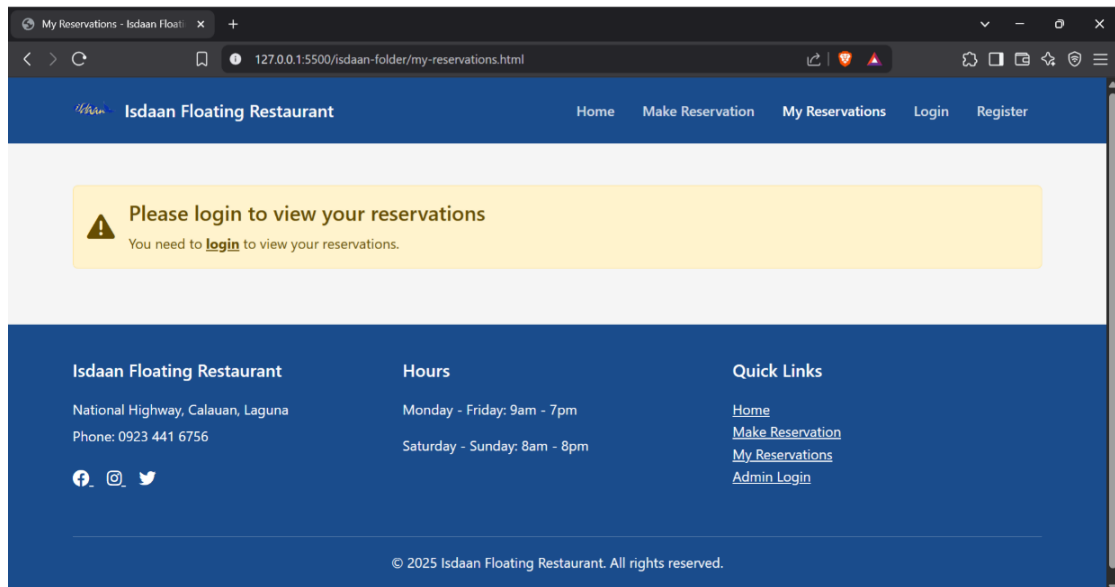 My Reservations - Isdaan Floati
127.0.0.1:5500/isdaan-folder/my-reservations.html
Isdaan Floating Restaurant
Home Make Reservation My Reservations Login Register
Please login to view your reservations
You need to login to view your reservations.
Isdaan Floating Restaurant
National Highway, Calauan, Laguna
Phone: 0923 441 6756
Hours
Monday - Friday: 9am - 7pm
Saturday - Sunday: 8am - 8pm
Quick Links
Home
Make Reservation
My Reservations
Admin Login
© 2025 Isdaan Floating Restaurant. All rights reserved.